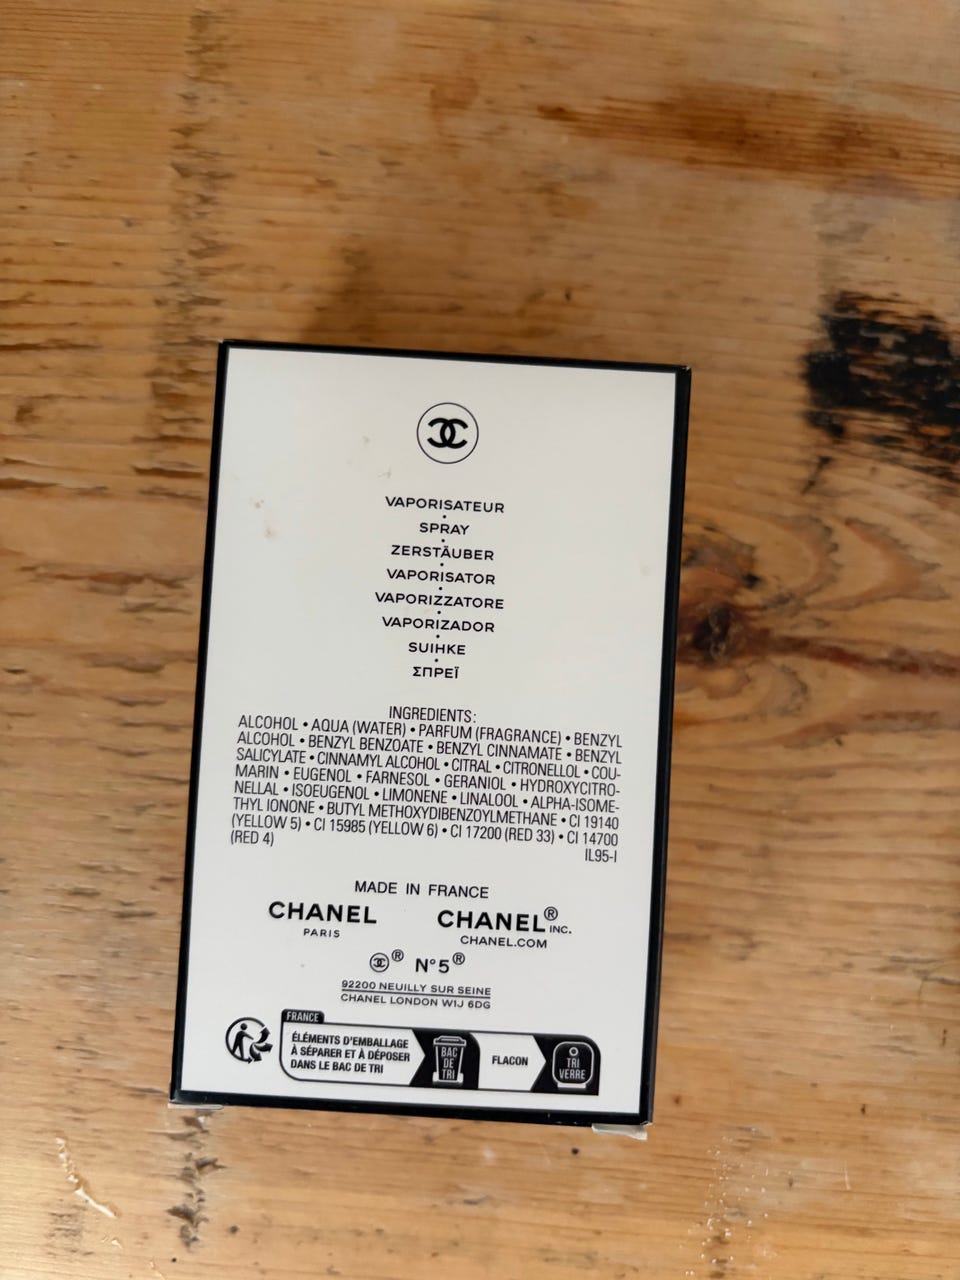 VAPORISATEUR
•
SPRAY
•
ZERSTÄUBER
•
VAPORISATOR
•
VAPORIZZATORE
•
VAPORIZADOR
•
SUIHKE
•
ΣΠΡΕΪ
INGREDIENTS:
ALCOHOL • AQUA (WATER) • PARFUM (FRAGRANCE) • BENZYL
ALCOHOL • BENZYL BENZOATE • BENZYL CINNAMATE • BENZYL
SALICYLATE • CINNAMYL ALCOHOL • CITRAL • CITRONELLOL • COU-
MARIN • EUGENOL • FARNESOL • GERANIOL • HYDROXYCITRO-
NELLAL • ISOEUGENOL • LIMONENE • LINALOOL • ALPHA-ISOME-
THYL IONONE • BUTYL METHOXYDIBENZOYLMETHANE • CI 19140
(YELLOW 5) • CI 15985 (YELLOW 6) • CI 17200 (RED 33) • CI 14700
(RED 4) IL95-I
MADE IN FRANCE
CHANEL CHANEL® INC.
PARIS CHANEL.COM
® N°5®
92200 NEUILLY SUR SEINE
CHANEL LONDON W1J 6DG
FRANCE
ÉLÉMENTS D'EMBALLAGE
À SÉPARER ET À DÉPOSER
DANS LE BAC DE TRI
BAC
DE
TRI
FLACON
TRI
VERRE